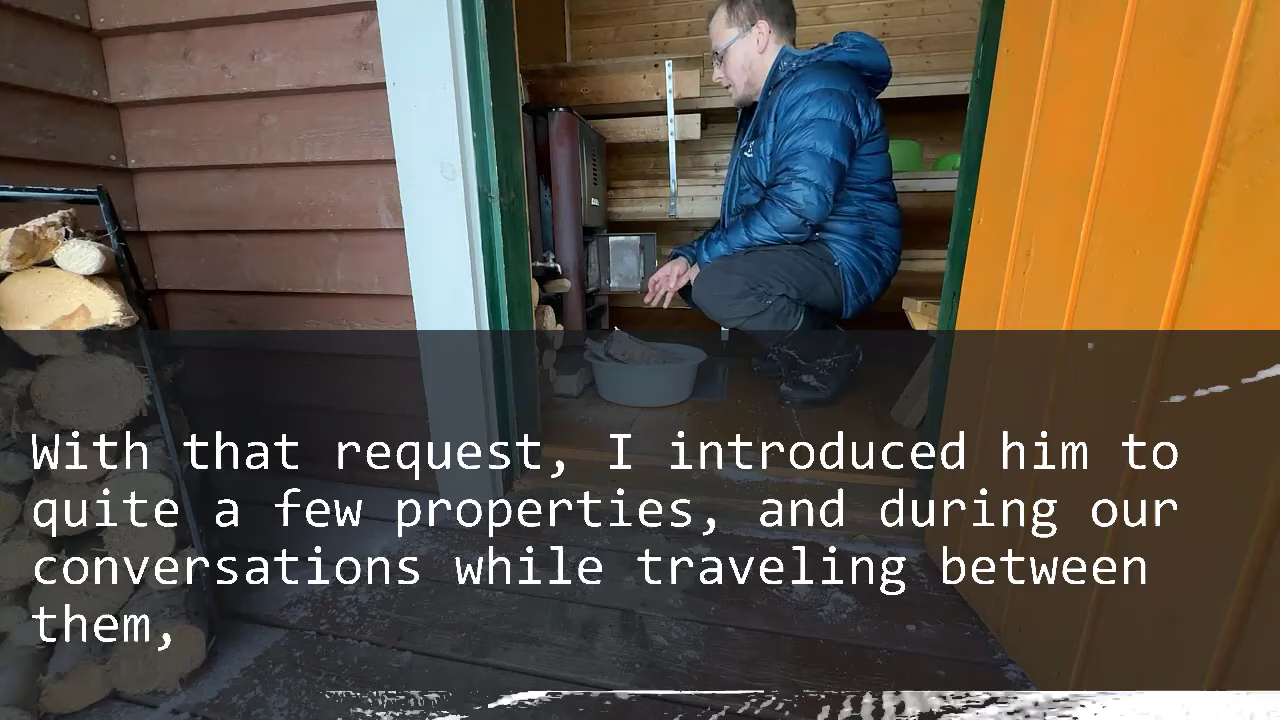 With that request, I introduced him to
quite a few properties, and during our
conversations while traveling between
them,